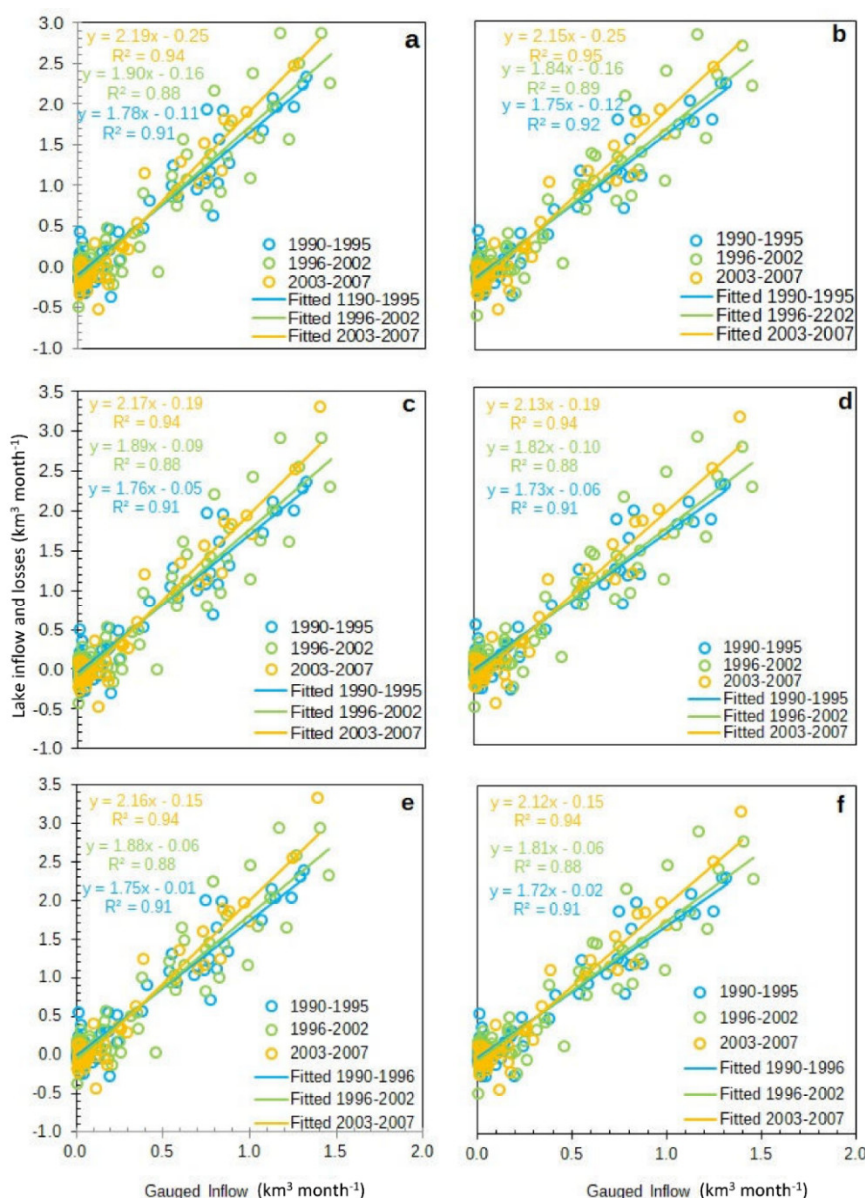 a
y = 2.19x - 0.25
R² = 0.94
y = 1.90x - 0.16
R² = 0.88
y = 1.78x - 0.11
R² = 0.91
3.0
2.5
2.0
1.5
1.0
0.5
0.0
-0.5
-1.0
1990-1995
1996-2002
2003-2007
Fitted 1190-1995
Fitted 1996-2002
Fitted 2003-2007
b
y = 2.15x - 0.25
R² = 0.95
y = 1.84x - 0.16
R² = 0.89
y = 1.75x - 0.12
R² = 0.92
1990-1995
1996-2002
2003-2007
Fitted 1990-1995
Fitted 1996-2202
Fitted 2003-2007
Lake inflow and losses (km³ month⁻¹)
c
y = 2.17x - 0.19
R² = 0.94
y = 1.89x - 0.09
R² = 0.88
y = 1.76x - 0.05
R² = 0.91
3.5
3.0
2.5
2.0
1.5
1.0
0.5
0.0
-0.5
-1.0
1990-1995
1996-2002
2003-2007
Fitted 1990-1995
Fitted 1996-2002
Fitted 2003-2007
d
y = 2.13x - 0.19
R² = 0.94
y = 1.82x - 0.10
R² = 0.88
y = 1.73x - 0.06
R² = 0.91
1990-1995
1996-2002
2003-2007
Fitted 1990-1995
Fitted 1996-2002
Fitted 2003-2007
e
y = 2.16x - 0.15
R² = 0.94
y = 1.88x - 0.06
R² = 0.88
y = 1.75x - 0.01
R² = 0.91
3.5
3.0
2.5
2.0
1.5
1.0
0.5
0.0
-0.5
-1.0
1990-1995
1996-2002
2003-2007
Fitted 1990-1996
Fitted 1996-2002
Fitted 2003-2007
0.0 0.5 1.0 1.5 2.0
Gauged Inflow (km³ month⁻¹)
f
y = 2.12x - 0.15
R² = 0.94
y = 1.81x - 0.06
R² = 0.88
y = 1.72x - 0.02
R² = 0.91
1990-1995
1996-2002
2003-2007
Fitted 1990-1996
Fitted 1996-2002
Fitted 2003-2007
0.0 0.5 1.0 1.5 2.0
Gauged Inflow (km³ month⁻¹)